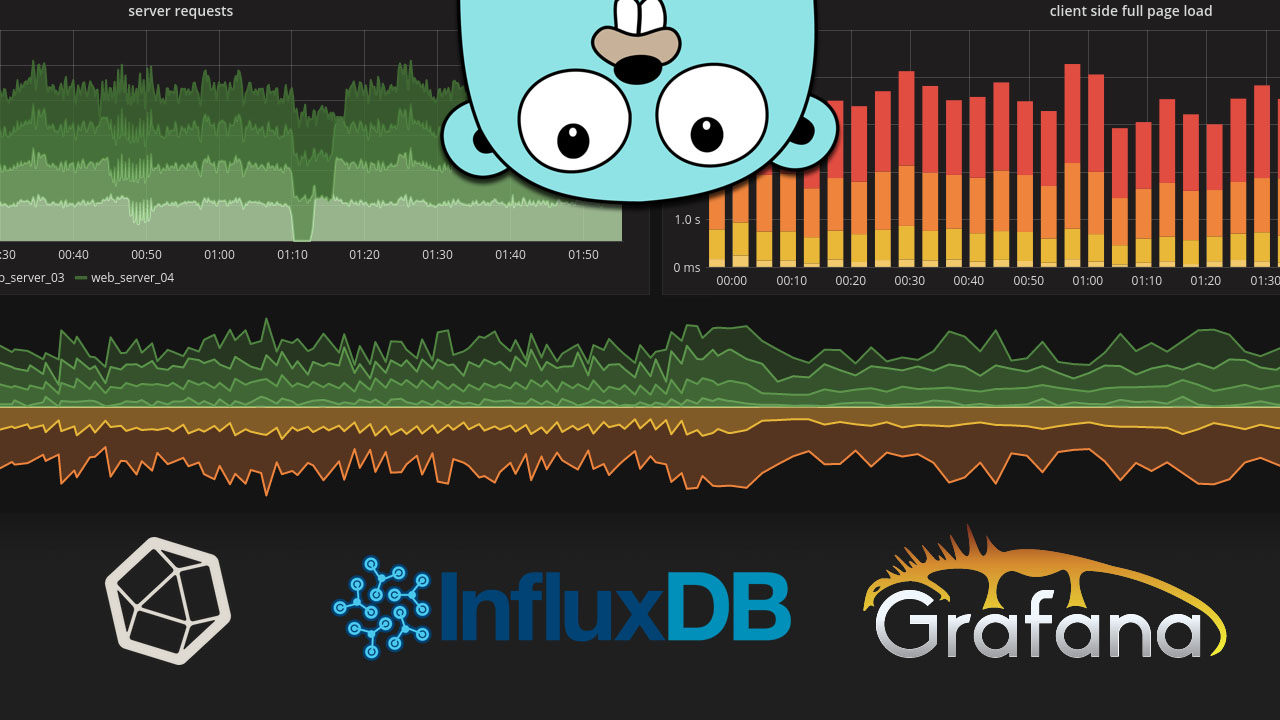 server requests
client side full page load
:30 00:40 00:50 01:00 01:10 01:20 01:30 01:40 01:50
b_server_03 web_server_04
1.0 s
0 ms
00:00 00:10 00:20 00:30 00:40 00:50 01:00 01:10 01:20 01:30
InfluxDB
Grafana